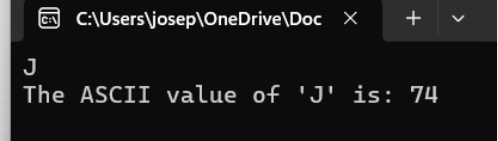 C:\Users\josep\OneDrive\Doc
J
The ASCII value of 'J' is: 74